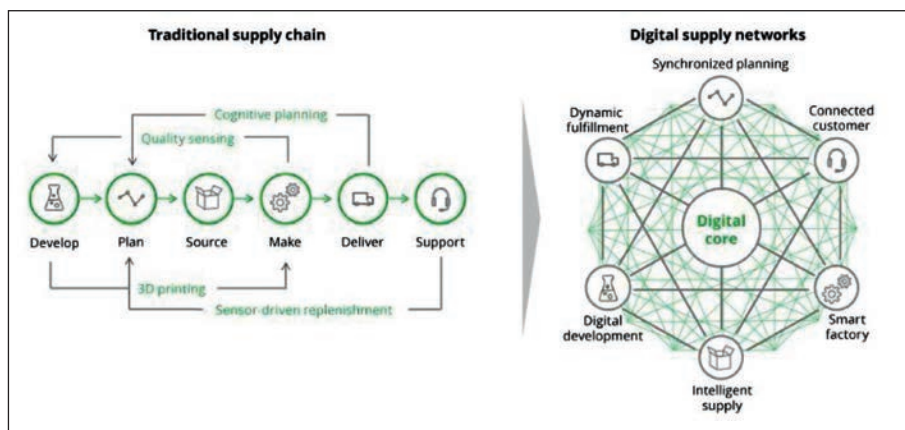 Traditional supply chain
Cognitive planning
Quality sensing
Develop
Plan
Source
Make
Deliver
Support
3D printing
Sensor-driven replenishment
Digital supply networks
Synchronized planning
Dynamic
fulfillment
Connected
customer
Digital
core
Digital
development
Smart
factory
Intelligent
supply